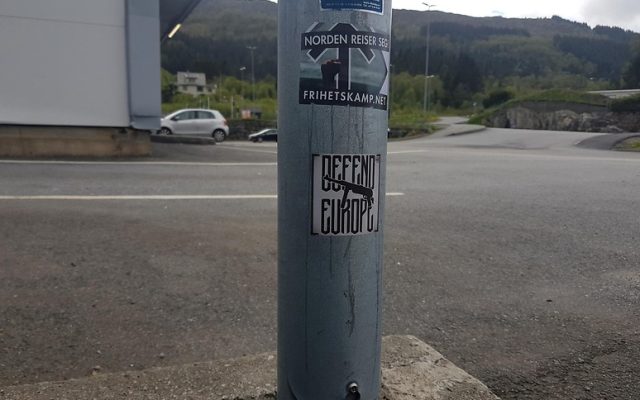 NORDEN REISER SEG
FRIHETSKAMP.NET
DEFEND
EUROPE